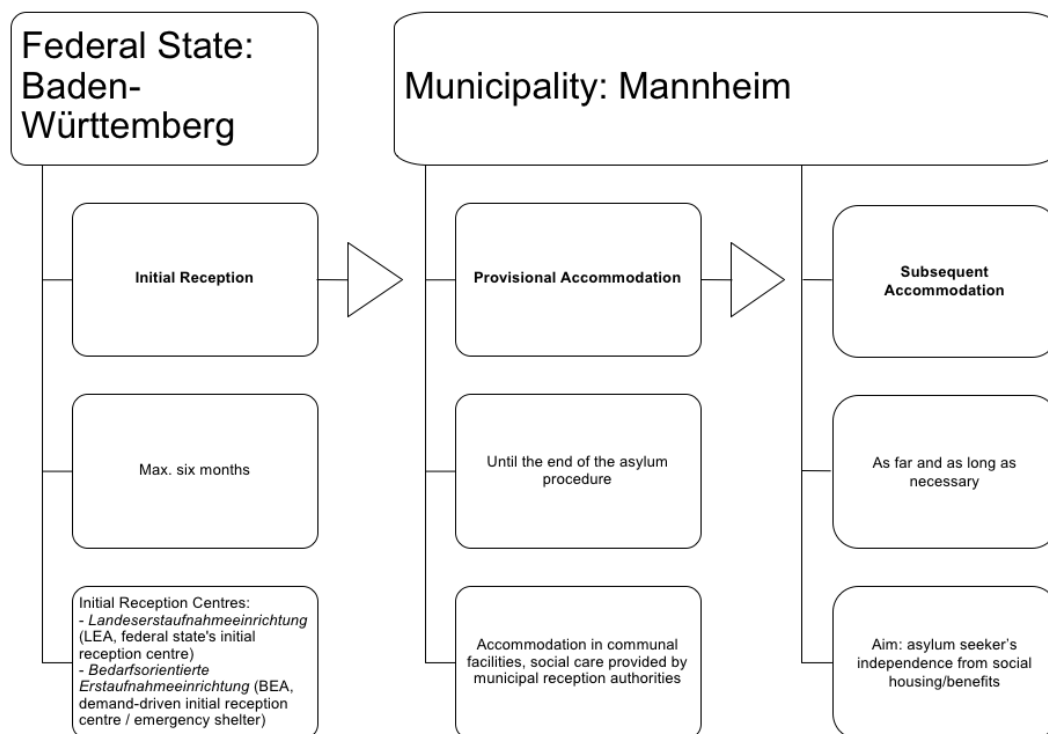 Federal State:
Baden-
Württemberg
Municipality: Mannheim
Initial Reception
Provisional Accommodation
Subsequent
Accommodation
Max. six months
Until the end of the asylum
procedure
As far and as long as
necessary
Initial Reception Centres:
- Landeserstaufnahmeeinrichtung
(LEA, federal state's initial
reception centre)
- Bedarfsorientierte
Erstaufnahmeeinrichtung (BEA,
demand-driven initial reception
centre / emergency shelter)
Accommodation in communal
facilities, social care provided by
municipal reception authorities
Aim: asylum seeker’s
independence from social
housing/benefits